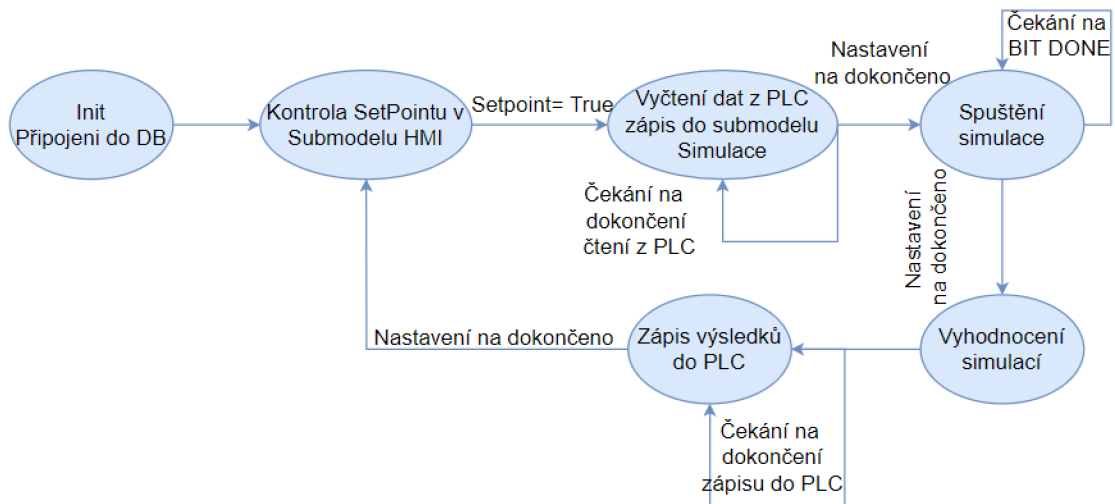 Init
Připojeni do DB
Kontrola SetPointu v
Submodelu HMI
Setpoint= True
Vyčtení dat z PLC
zápis do submodelu
Simulace
Čekání na
dokončení
čtení z PLC
Nastavení
na dokončeno
Čekání na
BIT DONE
Spuštění
simulace
Nastavení
na dokončeno
Vyhodnocení
simulací
Zápis výsledků
do PLC
Čekání na
dokončení
zápisu do PLC
Nastavení na dokončeno